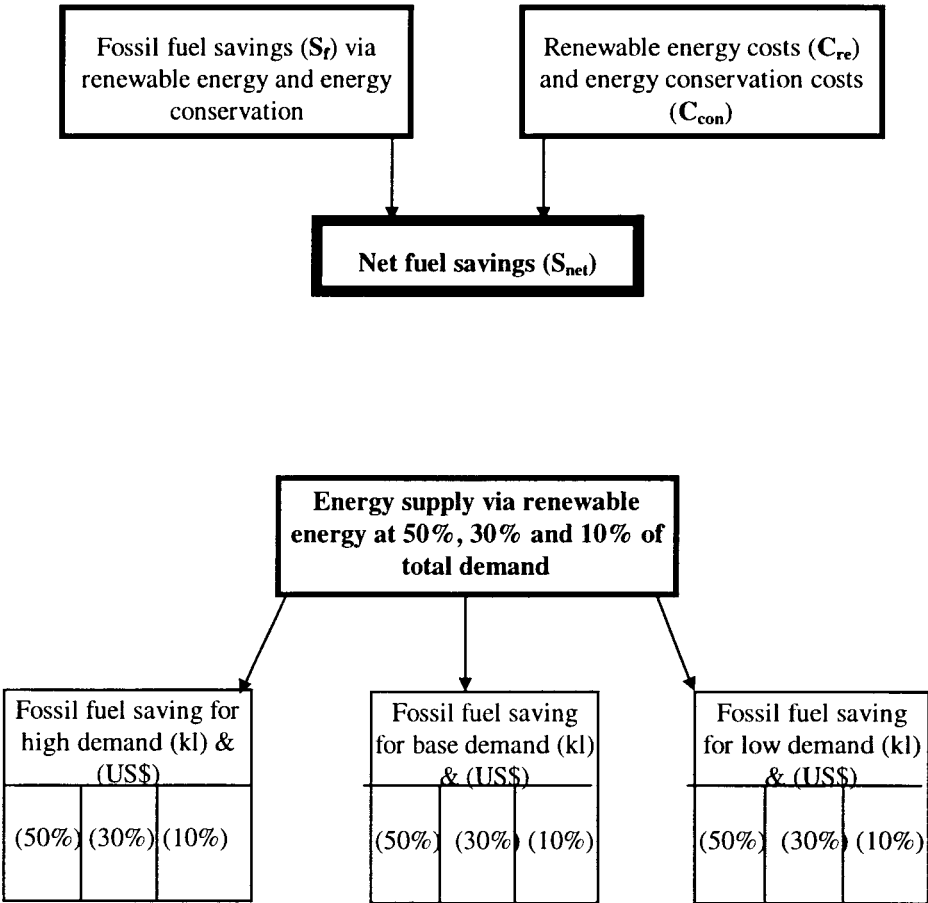 Fossil fuel savings (Sf) via
renewable energy and energy
conservation
Renewable energy costs (Cre)
and energy conservation costs
(Ccon)
Net fuel savings (Snet)
Energy supply via renewable
energy at 50%, 30% and 10% of
total demand
Fossil fuel saving for
high demand (kl) &
(US$)
(50%) (30%) (10%)
Fossil fuel saving
for base demand (kl)
& (US$)
(50%) (30%) (10%)
Fossil fuel saving
for low demand (kl)
& (US$)
(50%) (30%) (10%)